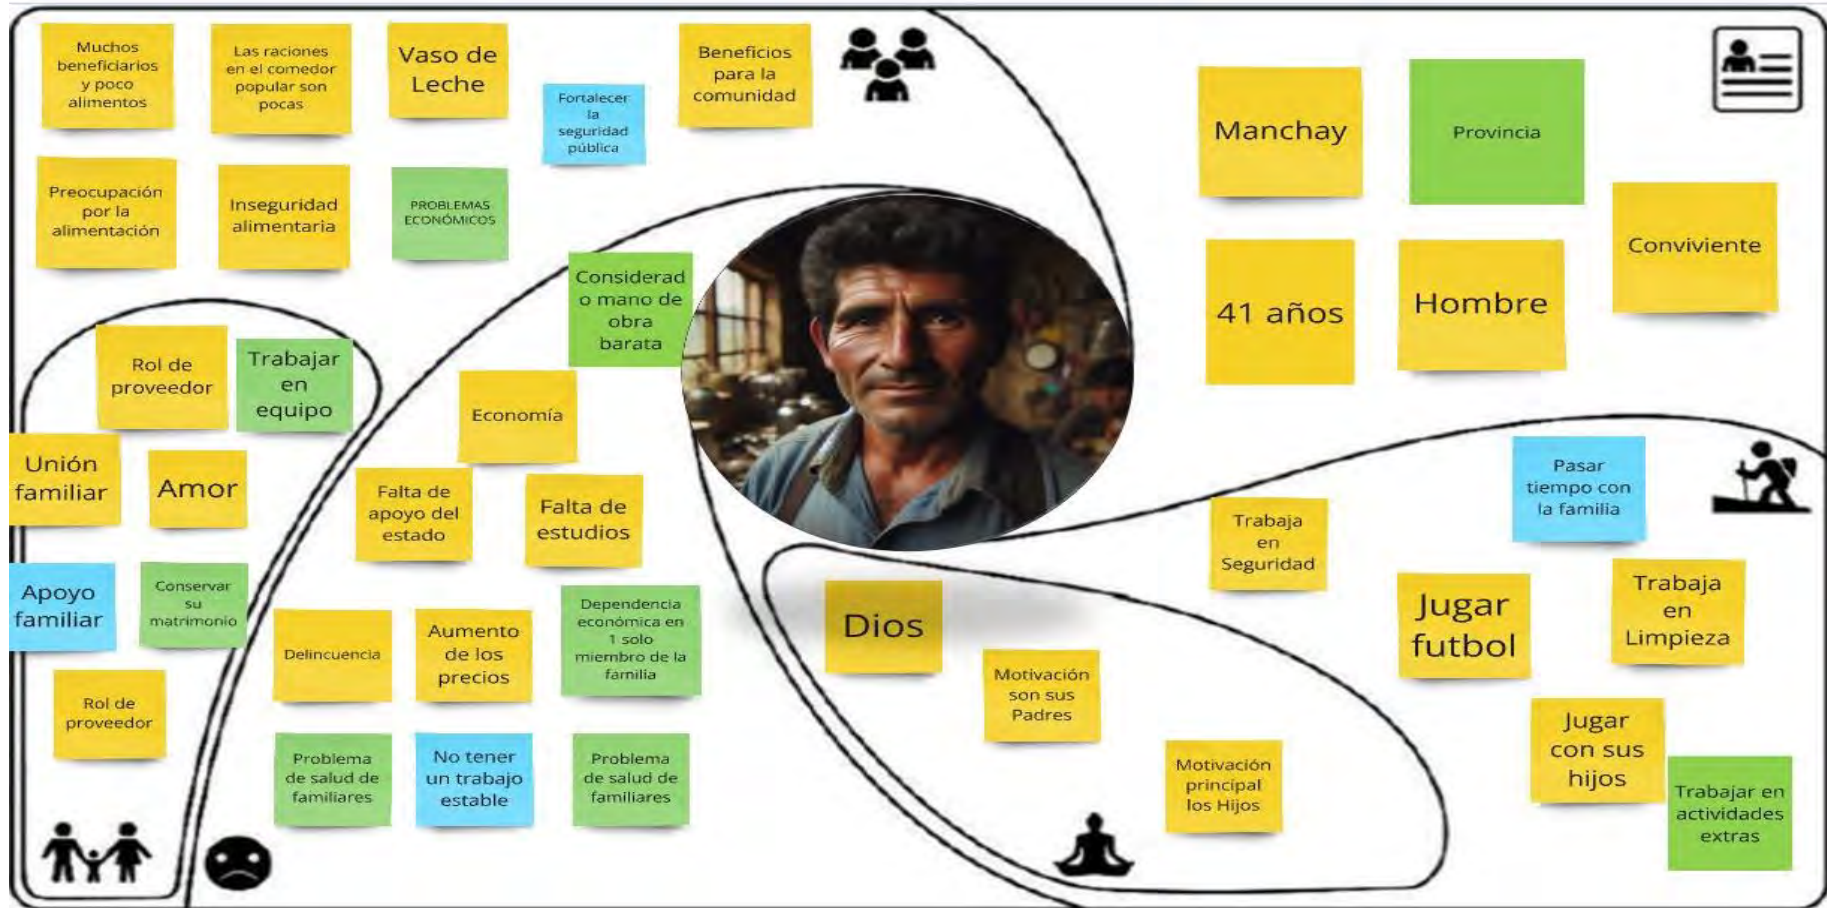 Muchos
beneficiarios
y poco
alimentos
Las raciones
en el comedor
popular son
pocas
Vaso de
Leche
Fortalecer
la
seguridad
pública
Beneficios
para la
comunidad
Preocupación
por la
alimentación
Inseguridad
alimentaria
PROBLEMAS
ECONÓMICOS
Manchay
Provincia
Conviviente
41 años
Hombre
Considerad
o mano de
obra
barata
Economía
Falta de
apoyo del
estado
Falta de
estudios
Delincuencia
Aumento
de los
precios
Dependencia
económica en
1 solo
miembro de la
familia
Problema
de salud de
familiares
No tener
un trabajo
estable
Problema
de salud de
familiares
Rol de
proveedor
Trabajar
en
equipo
Unión
familiar
Amor
Apoyo
familiar
Conservar
su
matrimonio
Rol de
proveedor
Dios
Motivación
son sus
Padres
Motivación
principal
los Hijos
Trabaja
en
Seguridad
Pasar
tiempo con
la familia
Jugar
futbol
Trabaja
en
Limpieza
Jugar
con sus
hijos
Trabajar en
actividades
extras